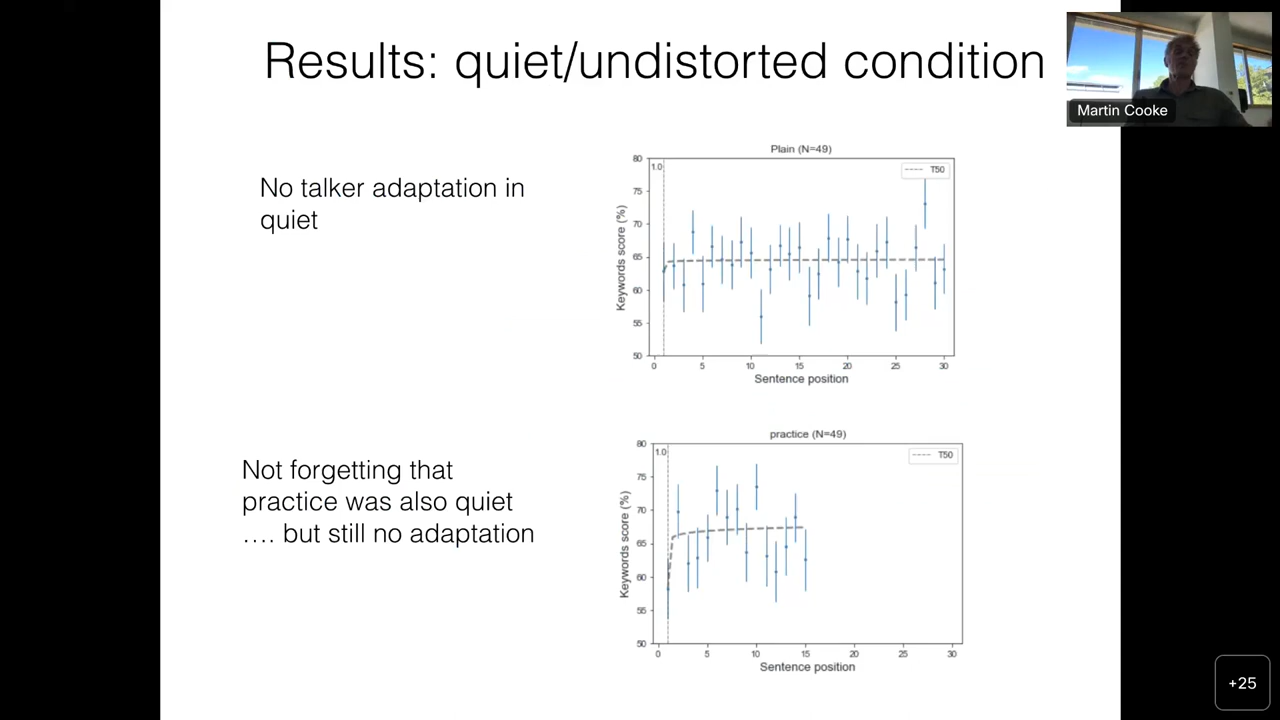 Results: quiet/undistorted condition
Martin Cooke
No talker adaptation in
quiet
Plain (N=49)
1.0
T50
80
75
70
65
60
55
50
Keywords score (%)
0 5 10 15 20 25 30
Sentence position
Not forgetting that
practice was also quiet
.... but still no adaptation
practice (N=49)
1.0
T50
80
75
70
65
60
55
50
Keywords score (%)
0 5 10 15 20 25 30
Sentence position
+25